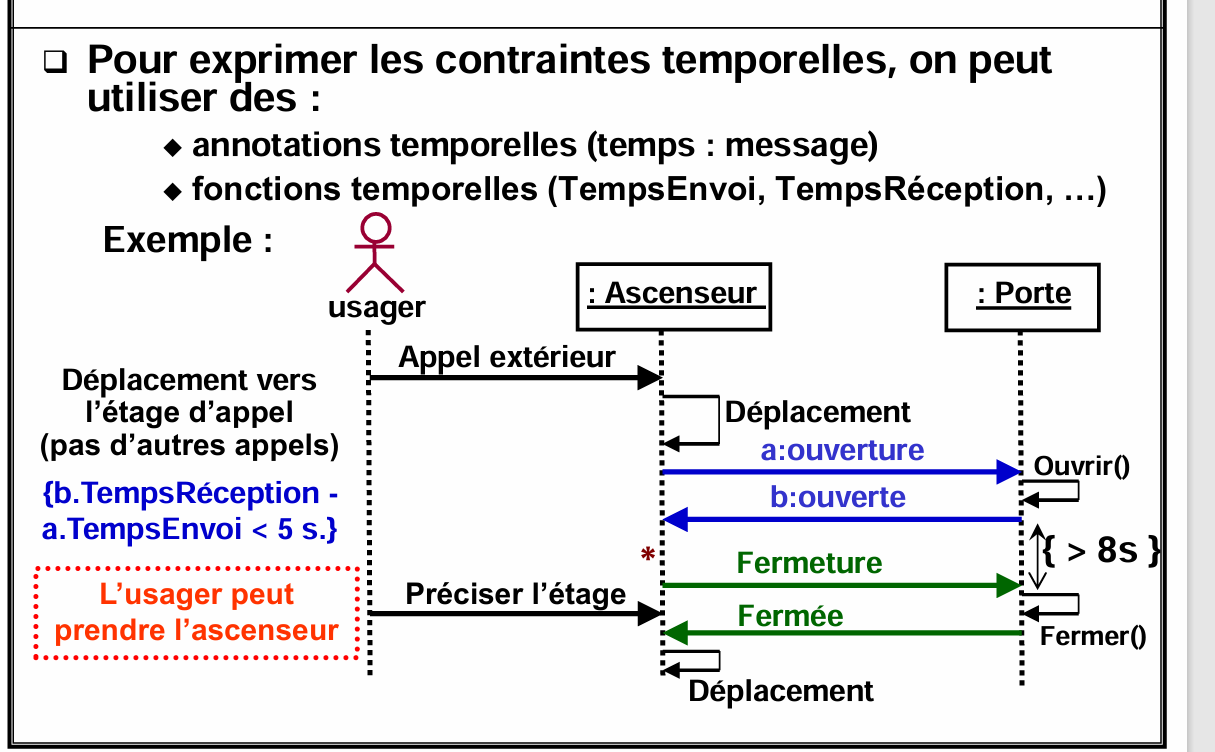 Pour exprimer les contraintes temporelles, on peut
utiliser des :
annotations temporelles (temps : message)
fonctions temporelles (TempsEnvoi, TempsRéception, …)
Exemple :
usager
: Ascenseur
: Porte
Appel extérieur
Déplacement vers
l’étage d’appel
(pas d’autres appels)
Déplacement
a:ouverture
Ouvrir()
{b.TempsRéception -
a.TempsEnvoi < 5 s.}
b:ouverte
{ > 8s }
*
Fermeture
L’usager peut
prendre l’ascenseur
Préciser l’étage
Fermée
Fermer()
Déplacement